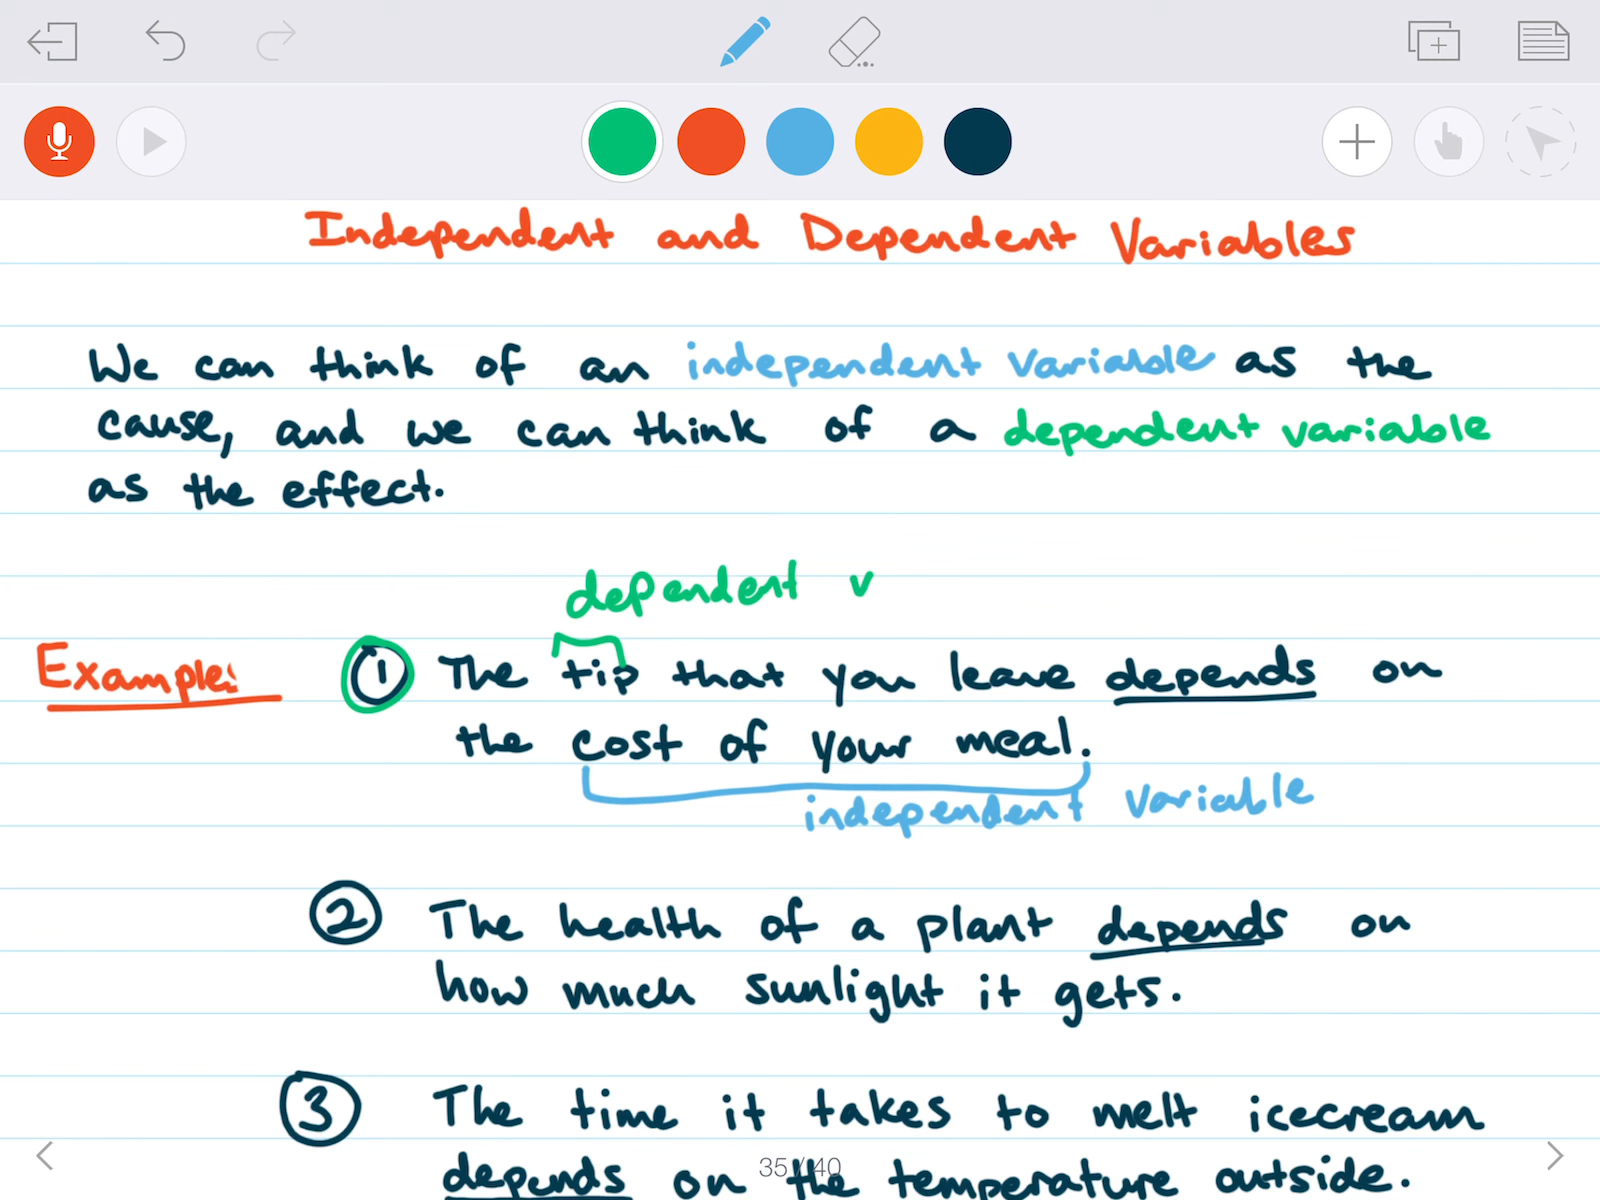 Independent and Dependent Variables
We can think of an independent variable as the
cause, and we can think of a dependent variable
as the effect.
dependent v
Example: ① The tip that you leave depends on
the cost of your meal.
independent variable
② The health of a plant depends on
how much sunlight it gets.
③ The time it takes to melt icecream
depends on the temperature outside.
35 / 40